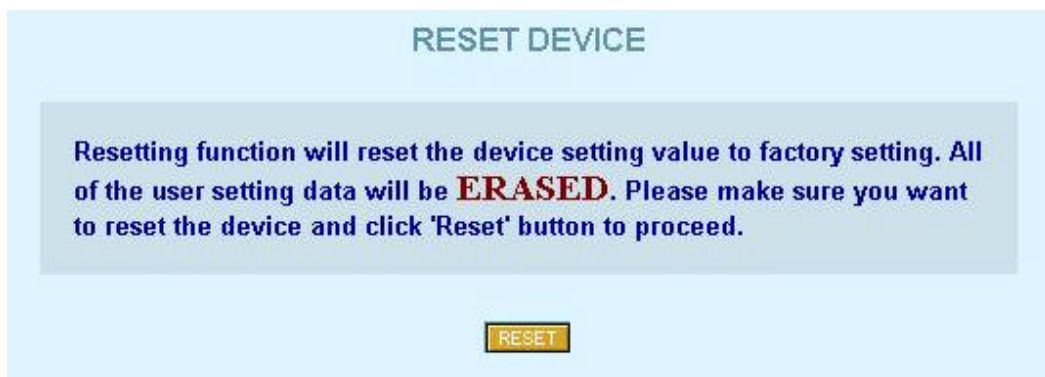 RESET DEVICE
Resetting function will reset the device setting value to factory setting. All
of the user setting data will be ERASED. Please make sure you want
to reset the device and click 'Reset' button to proceed.
RESET